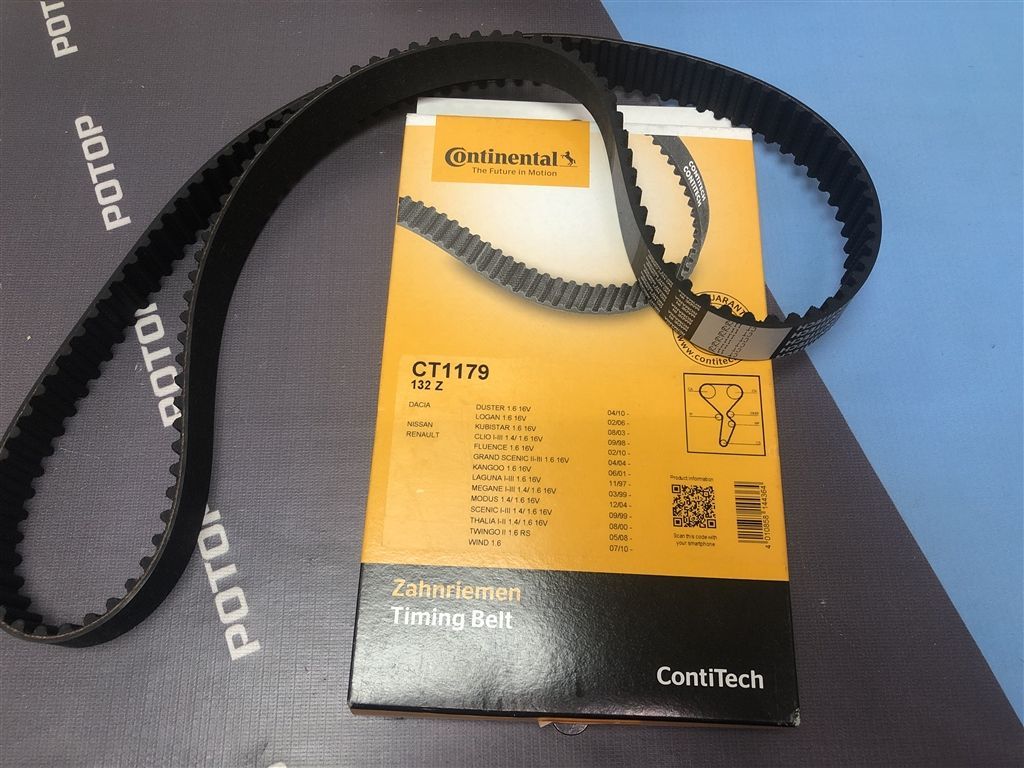 POTOP
POTOP
POTOP
POTOP
Continental
The Future in Motion
CONTITECH
CONTITECH
GUARAN
www.contitec
CT1179
132 Z
DACIA DUSTER 1.6 16V 04/10 -
LOGAN 1.6 16V 02/06 -
NISSAN KUBISTAR 1.6 16V 08/03 -
RENAULT CLIO I-III 1.4/ 1.6 16V 09/98 -
FLUENCE 1.6 16V 02/10 -
GRAND SCENIC II-III 1.6 16V 04/04 -
KANGOO 1.6 16V 06/01 -
LAGUNA I-III 1.6 16V 11/97 -
MEGANE I-III 1.4/ 1.6 16V 03/99 -
MODUS 1.4/ 1.6 16V 12/04 -
SCENIC I-III 1.4/ 1.6 16V 09/99 -
THALIA I-II 1.4/ 1.6 16V 08/00 -
TWINGO II 1.6 RS 05/08 -
WIND 1.6 07/10 -
Product information
Scan this code with
your smartphone
4 010858 144364
Zahnriemen
Timing Belt
ContiTech